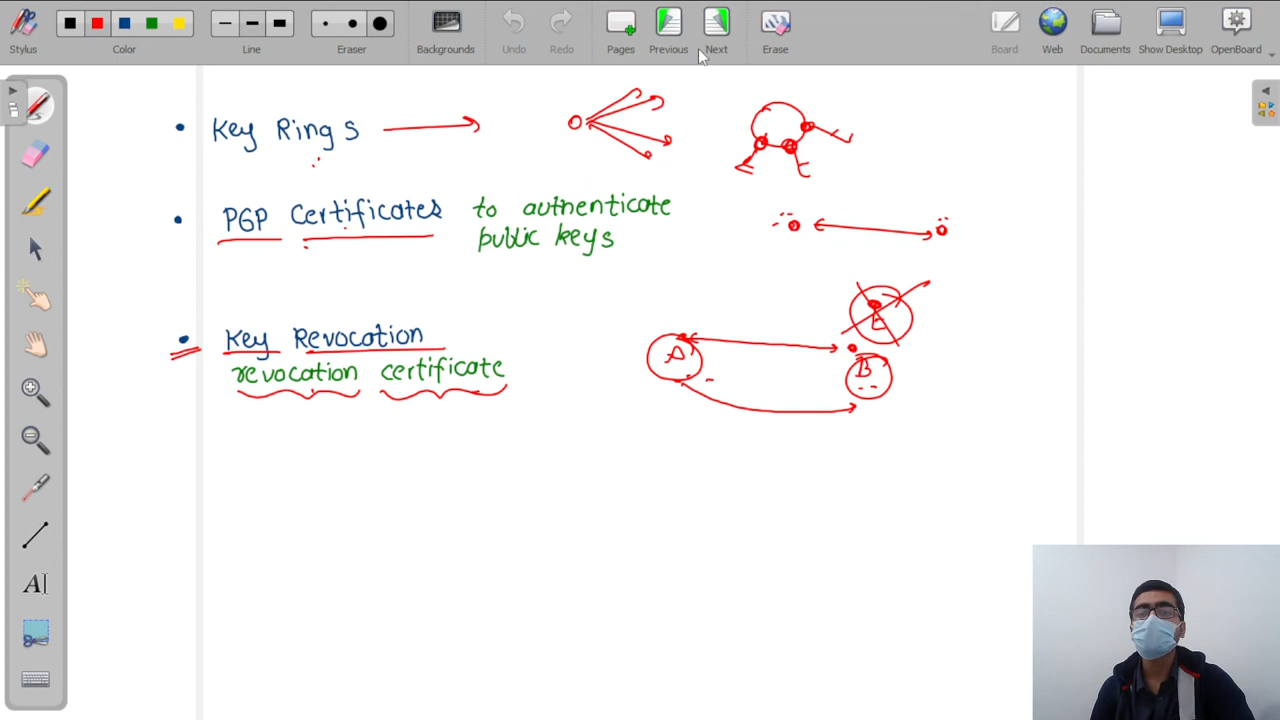 Stylus
Color
Line
Eraser
Backgrounds
Undo
Redo
Pages
Previous
Next
Erase
Board
Web
Documents
Show Desktop
OpenBoard
• Key Rings
• PGP Certificates to authenticate
public keys
• Key Revocation
revocation certificate
A
E
B